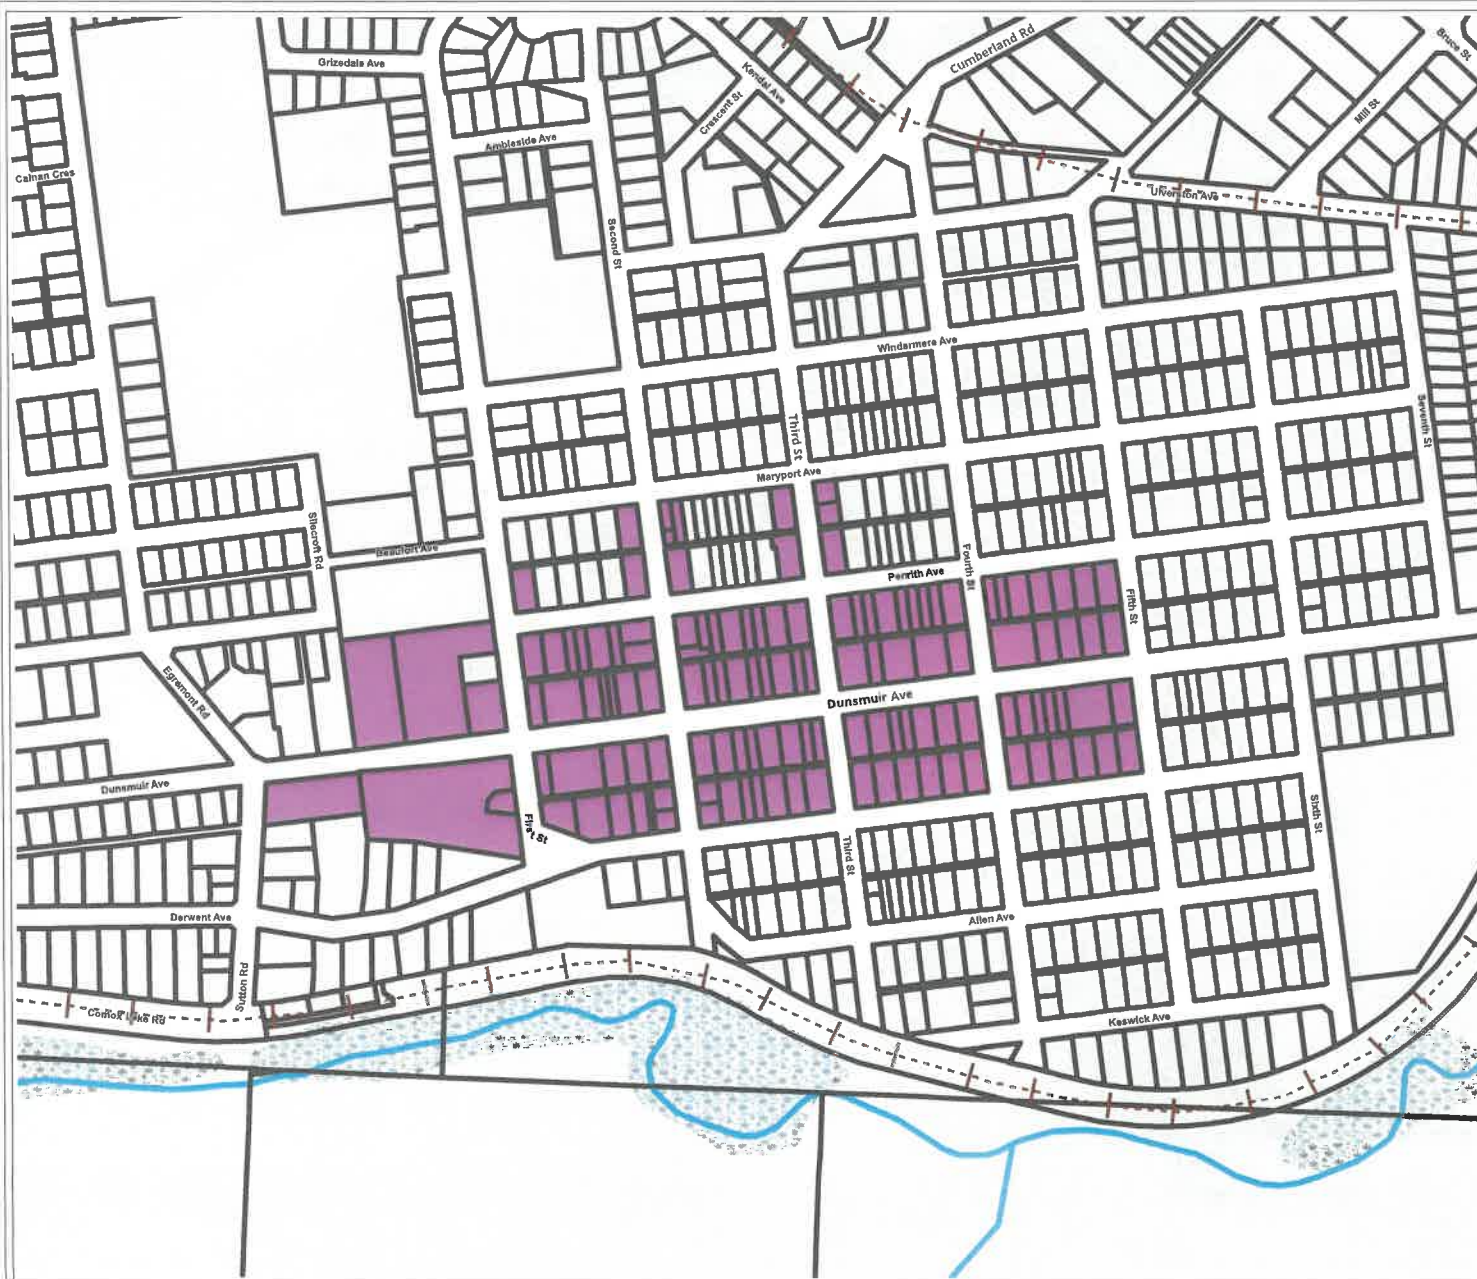 Cumberland Rd
Bruce St
Grizedale Ave
Kendal Ave
Crescent St
Mill St
Ambleside Ave
Calnan Cres
Ulverston Ave
Second St
Windermere Ave
Third St
Seventh St
Maryport Ave
Silecroft Rd
Beaufort Ave
Fourth St
Penrith Ave
Fifth St
Egremont Rd
Dunsmuir Ave
Dunsmuir Ave
First St
Sixth St
Third St
Derwent Ave
Allen Ave
Sutton Rd
Comox Lake Rd
Keswick Ave